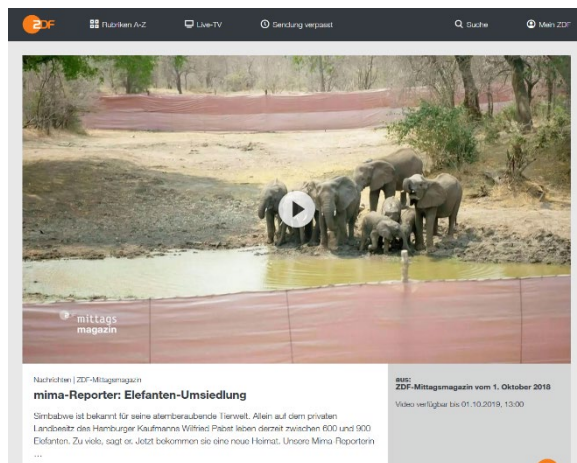 ZDF
Rubriken A-Z
Live-TV
Sendung verpasst
Suche
Mein ZDF
mittags
magazin
Nachrichten | ZDF-Mittagsmagazin
mima-Reporter: Elefanten-Umsiedlung
Simbabwe ist bekannt für seine atemberaubende Tierwelt. Allein auf dem privaten
Landbesitz des Hamburger Kaufmanns Wilfried Pabst leben derzeit zwischen 600 und 900
Elefanten. Zu viele, sagt er. Jetzt bekommen sie eine neue Heimat. Unsere Mima-Reporterin
...
aus:
ZDF-Mittagsmagazin vom 1. Oktober 2018
Video verfügbar bis 01.10.2019, 13:00